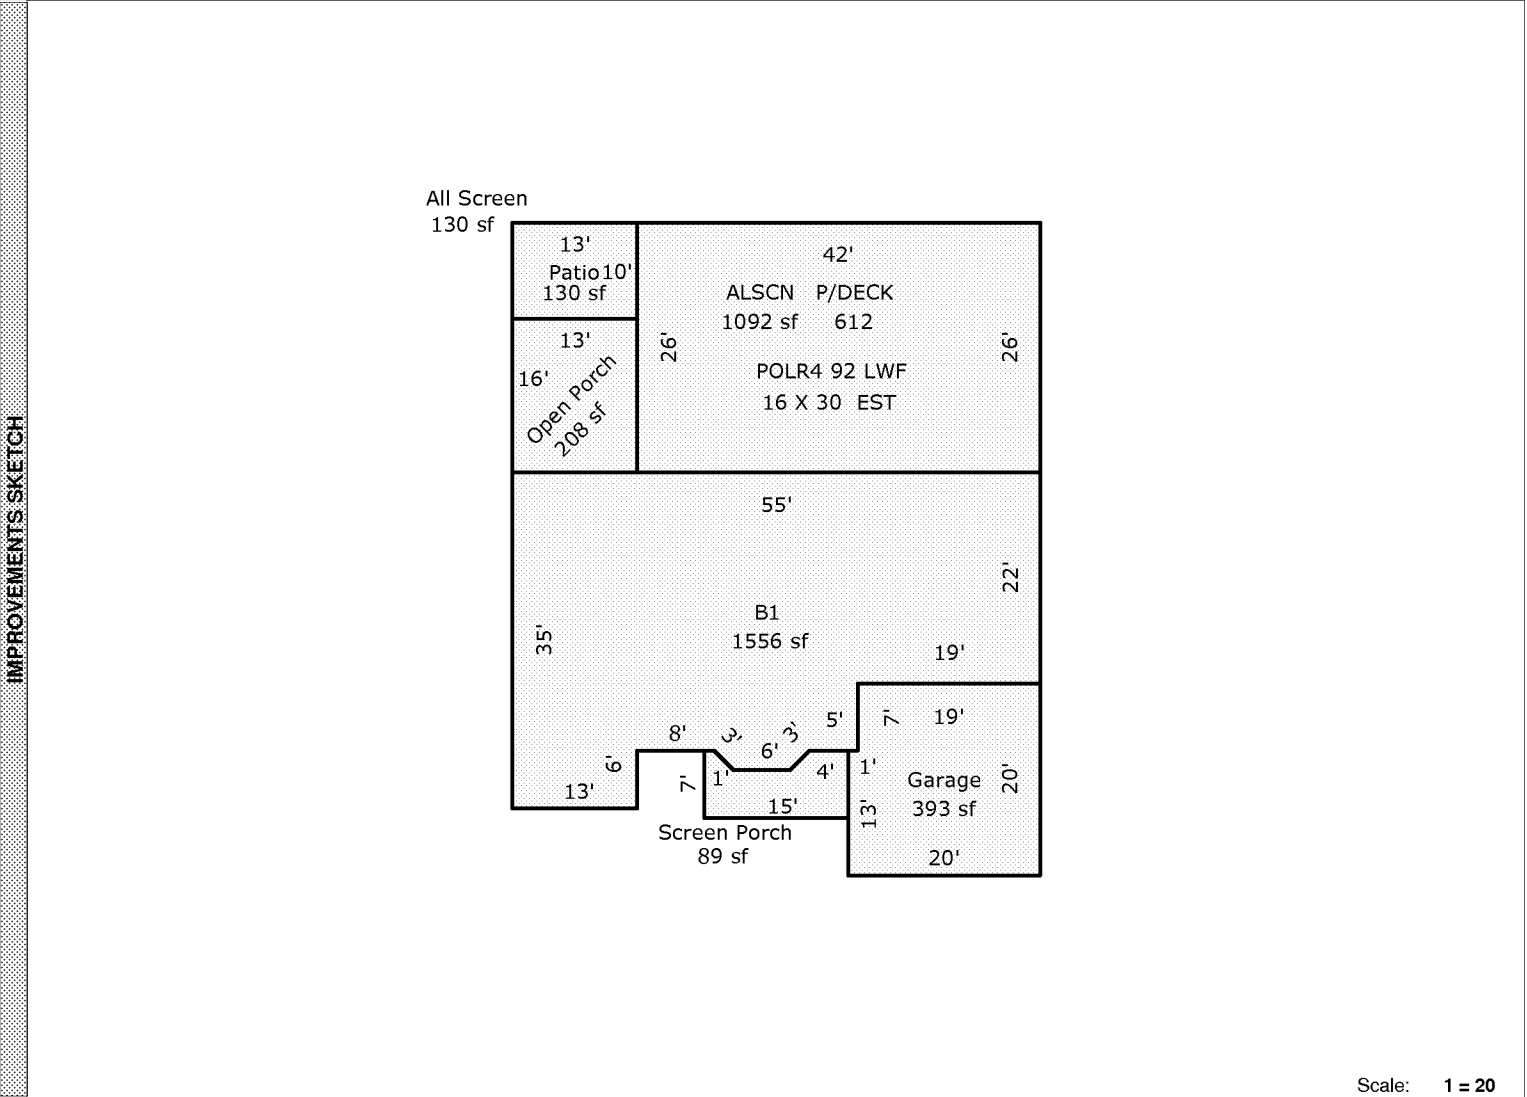 IMPROVEMENTS SKETCH
All Screen
130 sf
13'
Patio 10'
130 sf
42'
ALSCN P/DECK
1092 sf 612
26'
26'
POLR4 92 LWF
16 X 30 EST
13'
16'
Open Porch
208 sf
55'
22'
B1
1556 sf
35'
19'
8'
3'
6'
3'
5'
7'
19'
6'
13'
7'
1'
4'
1'
15'
13'
Garage
393 sf
20'
20'
Screen Porch
89 sf
Scale: 1 = 20